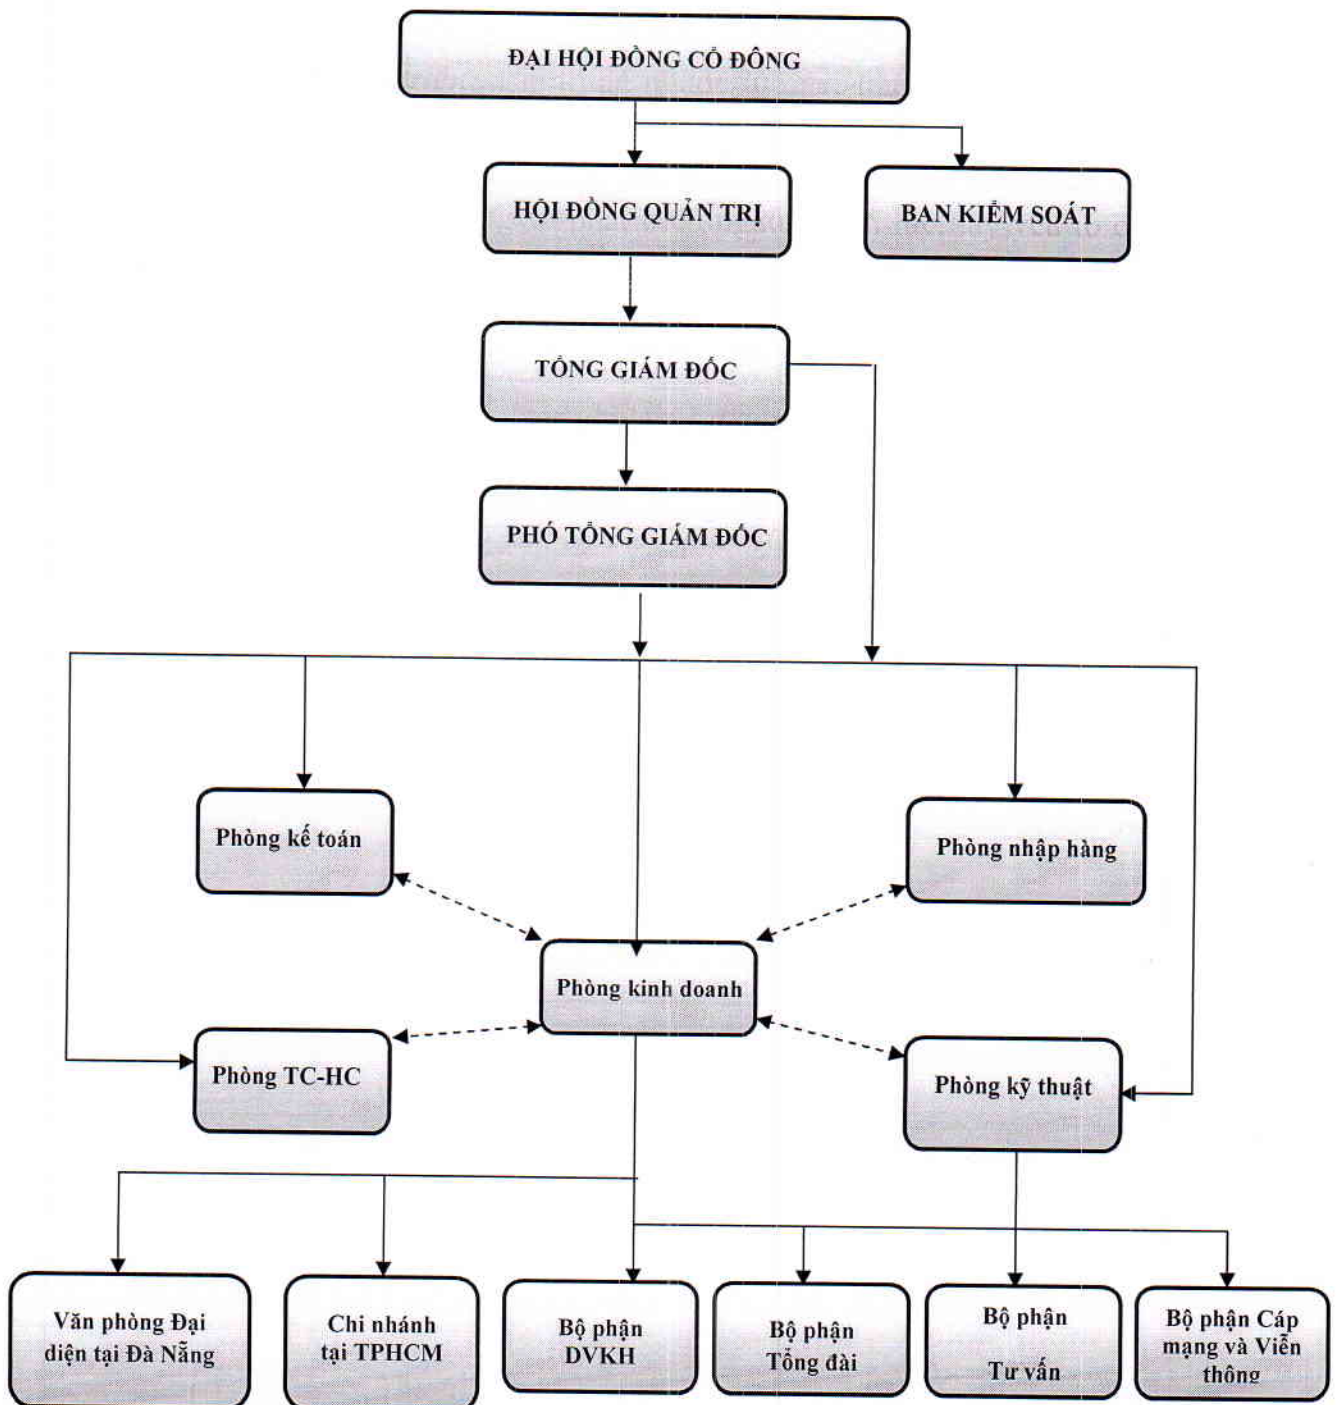 ĐẠI HỘI ĐỒNG CỔ ĐÔNG
HỘI ĐỒNG QUẢN TRỊ
BAN KIỂM SOÁT
TỔNG GIÁM ĐỐC
PHÓ TỔNG GIÁM ĐỐC
Phòng kế toán
Phòng nhập hàng
Phòng kinh doanh
Phòng TC-HC
Phòng kỹ thuật
Văn phòng Đại
diện tại Đà Nẵng
Chi nhánh
tại TPHCM
Bộ phận
DVKH
Bộ phận
Tổng đài
Bộ phận
Tư vấn
Bộ phận Cáp
mạng và Viễn
thông